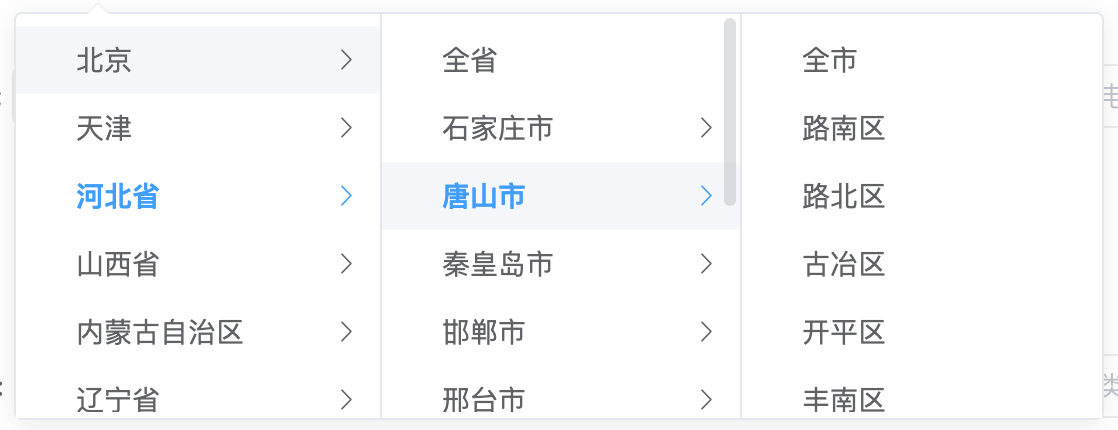 北京
天津
河北省
山西省
内蒙古自治区
辽宁省
全省
石家庄市
唐山市
秦皇岛市
邯郸市
邢台市
全市
路南区
路北区
古冶区
开平区
丰南区
类